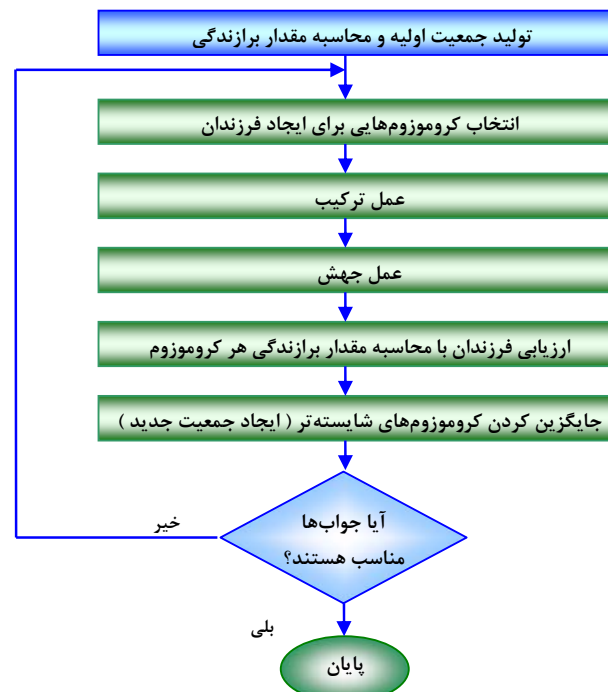 تولید جمعیت اولیه و محاسبه مقدار برازندگی
انتخاب کروموزوم‌هایی برای ایجاد فرزندان
عمل ترکیب
عمل جهش
ارزیابی فرزندان با محاسبه مقدار برازندگی هر کروموزوم
جایگزین کردن کروموزوم‌های شایسته‌تر ( ایجاد جمعیت جدید )
آیا جواب‌ها
مناسب هستند؟
خیر
بلی
پایان